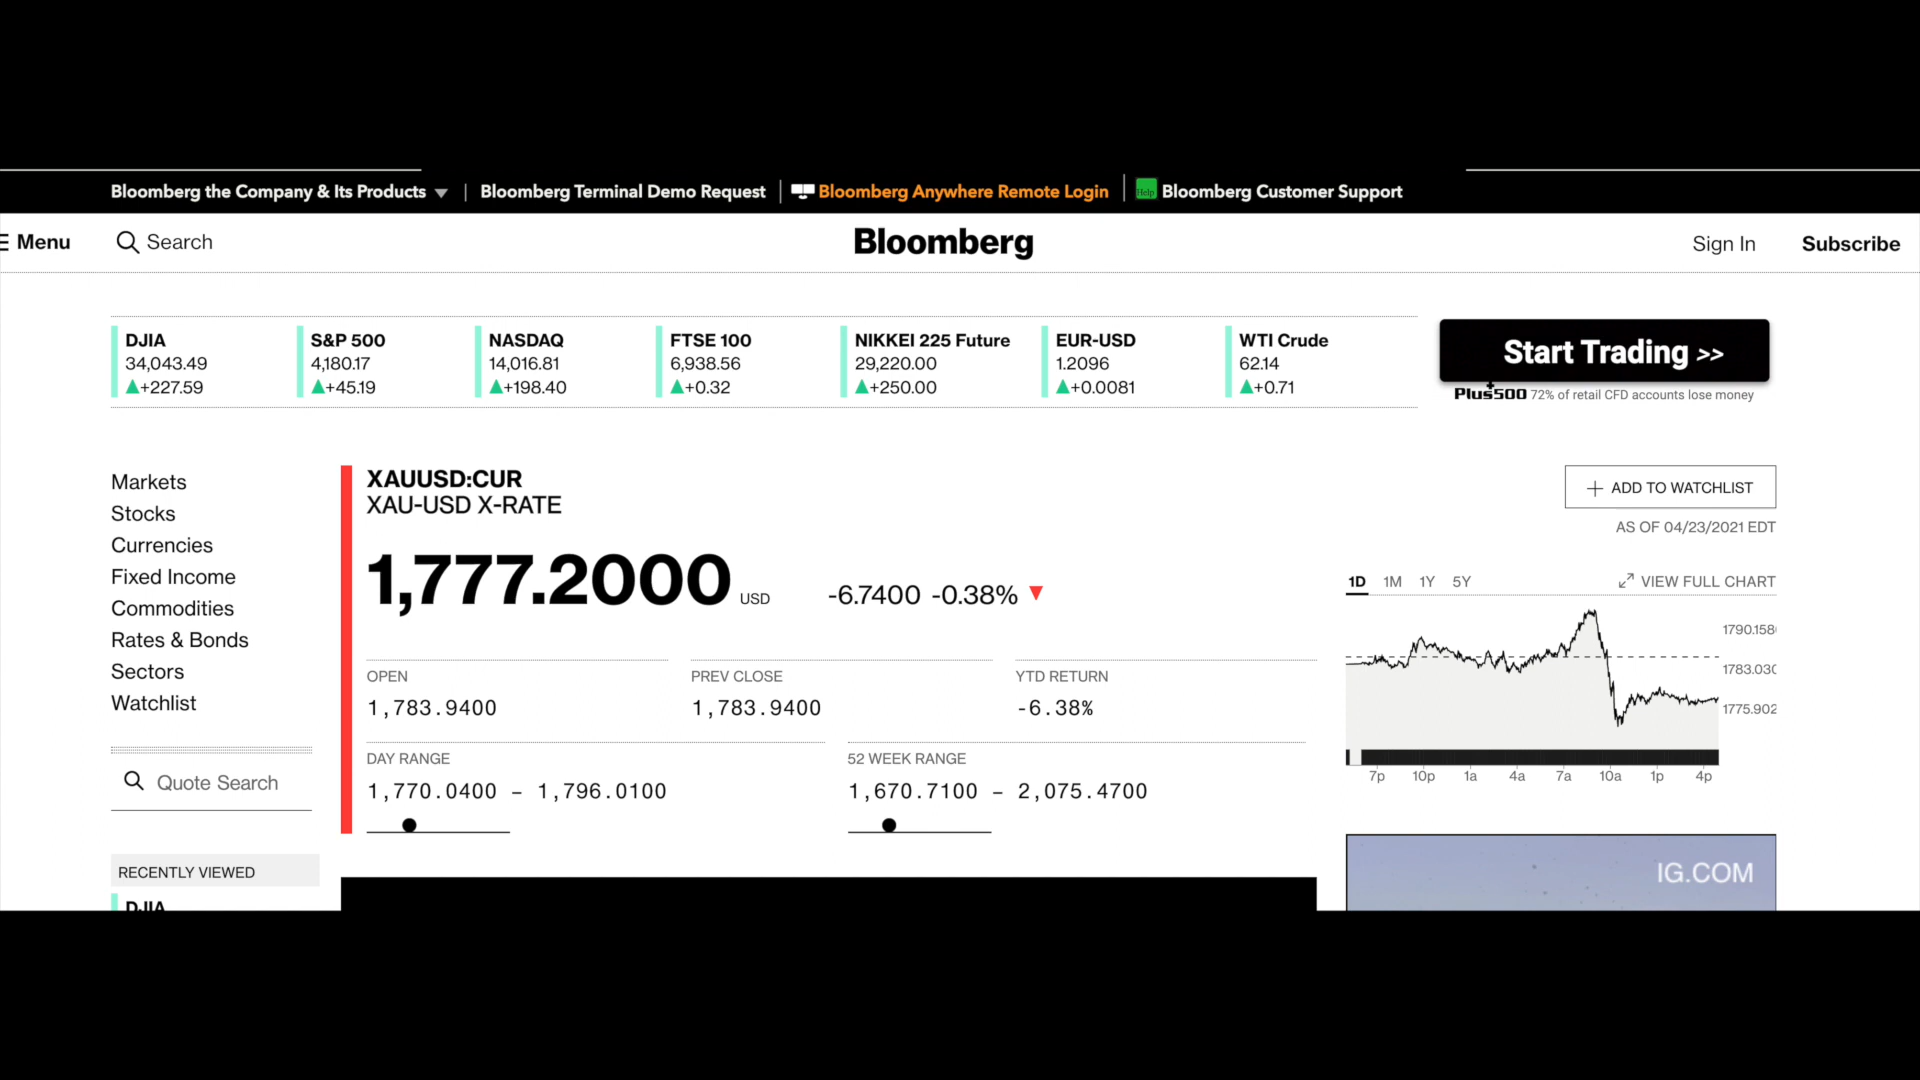 Bloomberg the Company & Its Products
Bloomberg Terminal Demo Request
Bloomberg Anywhere Remote Login
Help
Bloomberg Customer Support
Menu
Search
Bloomberg
Sign In
Subscribe
DJIA
34,043.49
+227.59
S&P 500
4,180.17
+45.19
NASDAQ
14,016.81
+198.40
FTSE 100
6,938.56
+0.32
NIKKEI 225 Future
29,220.00
+250.00
EUR-USD
1.2096
+0.0081
WTI Crude
62.14
+0.71
Start Trading >>
Plus500 72% of retail CFD accounts lose money
Markets
Stocks
Currencies
Fixed Income
Commodities
Rates & Bonds
Sectors
Watchlist
Quote Search
RECENTLY VIEWED
DJIA
XAUUSD:CUR
XAU-USD X-RATE
1,777.2000 USD -6.7400 -0.38%
OPEN
1,783.9400
PREV CLOSE
1,783.9400
YTD RETURN
-6.38%
DAY RANGE
1,770.0400 – 1,796.0100
52 WEEK RANGE
1,670.7100 – 2,075.4700
+ ADD TO WATCHLIST
AS OF 04/23/2021 EDT
1D 1M 1Y 5Y VIEW FULL CHART
1790.158
1783.030
1775.902
7p 10p 1a 4a 7a 10a 1p 4p
IG.COM